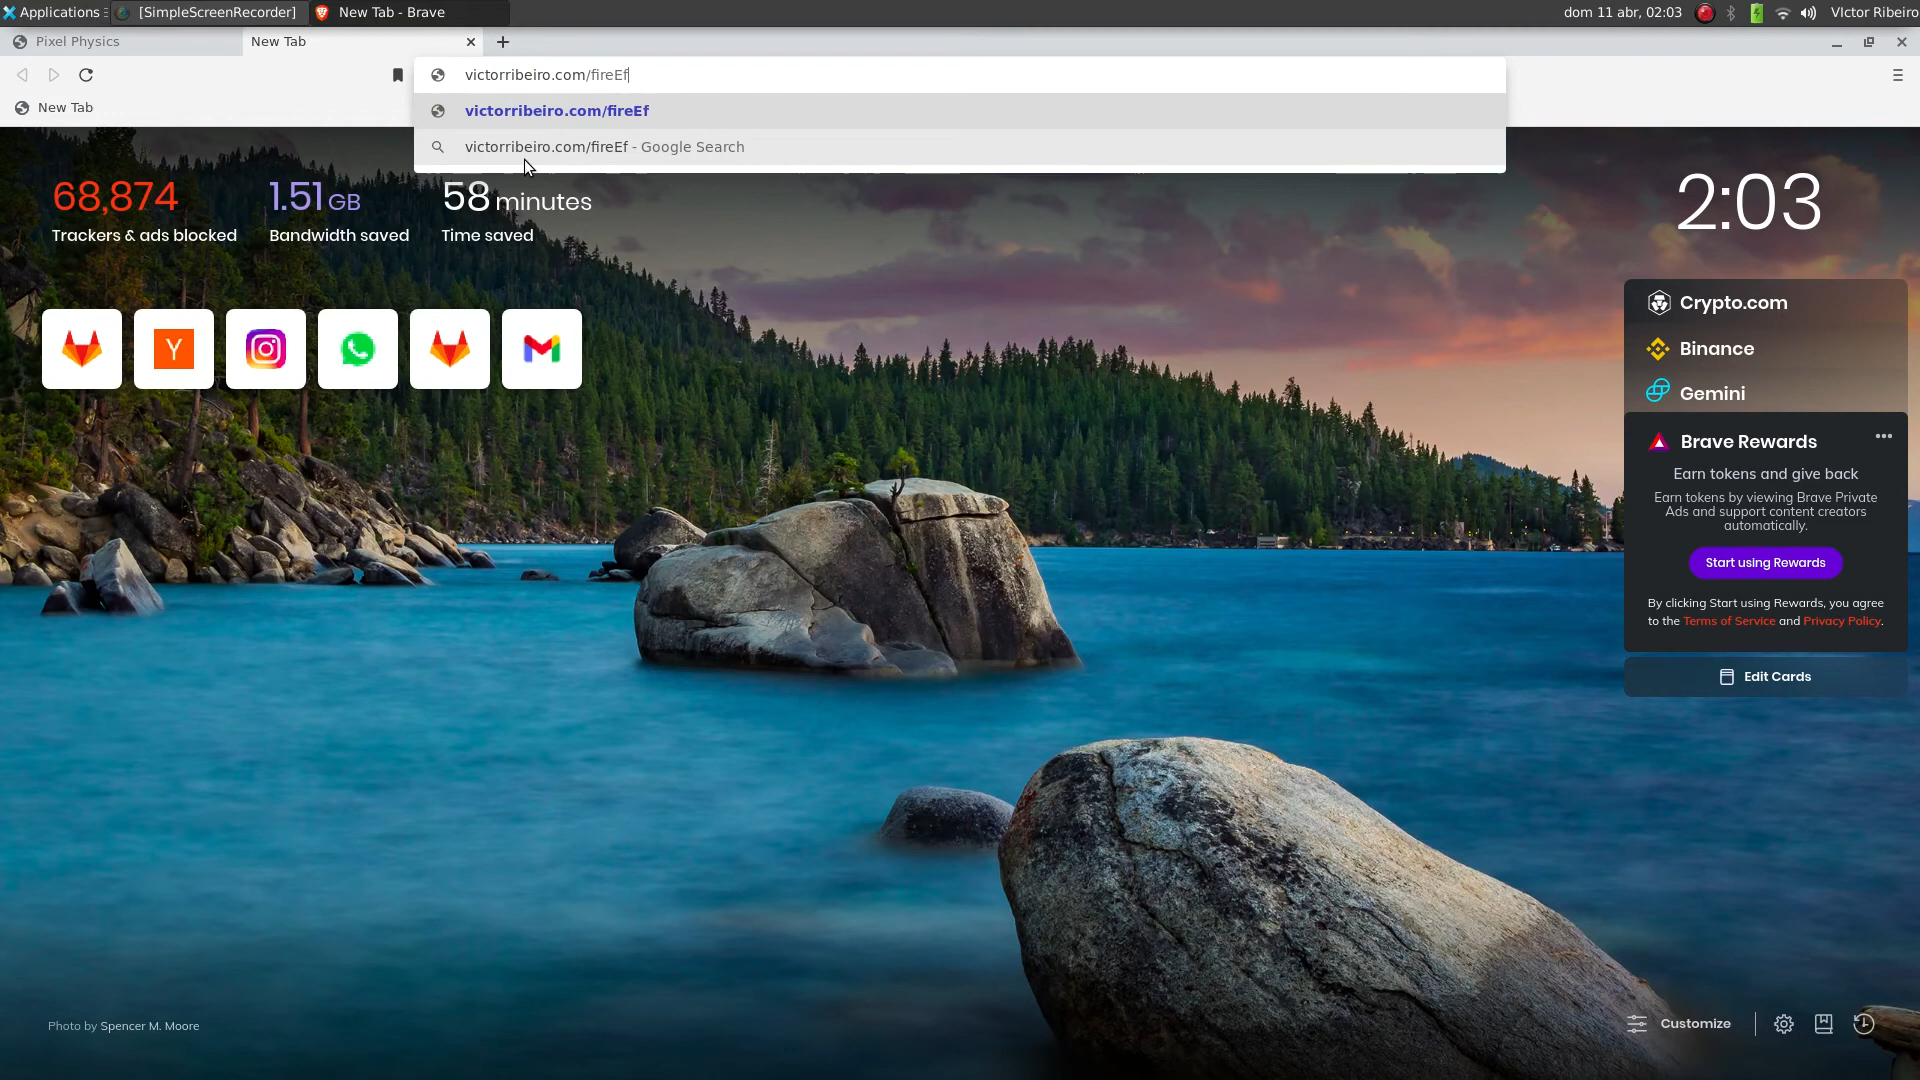 Applications
[SimpleScreenRecorder]
New Tab - Brave
dom 11 abr, 02:03
VIctor Ribeiro
Pixel Physics
New Tab
victorribeiro.com/fireEf
New Tab
victorribeiro.com/fireEf
victorribeiro.com/fireEf - Google Search
68,874
Trackers & ads blocked
1.51 GB
Bandwidth saved
58 minutes
Time saved
2:03
Y
Crypto.com
Binance
Gemini
Brave Rewards
Earn tokens and give back
Earn tokens by viewing Brave Private
Ads and support content creators
automatically.
Start using Rewards
By clicking Start using Rewards, you agree
to the Terms of Service and Privacy Policy.
Edit Cards
Photo by Spencer M. Moore
Customize